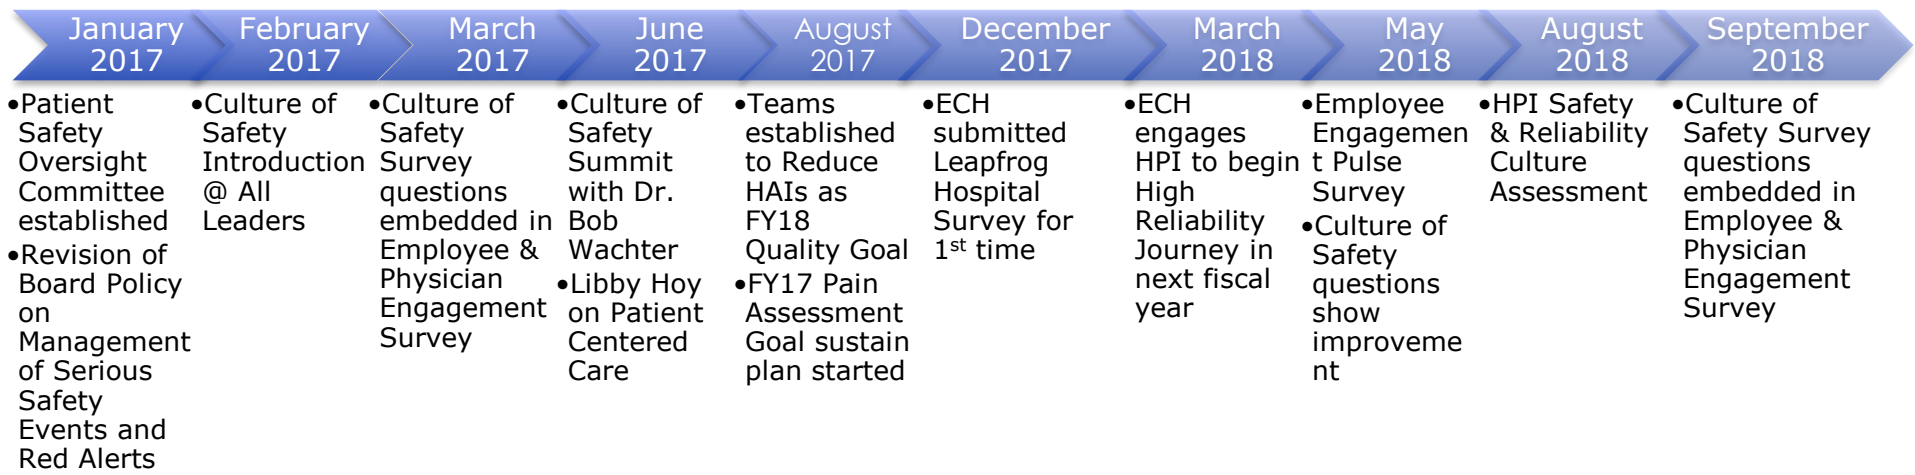 January
2017
February
2017
March
2017
June
2017
August
2017
December
2017
March
2018
May
2018
August
2018
September
2018
•Patient
Safety
Oversight
Committee
established
•Revision of
Board Policy
on
Management
of Serious
Safety
Events and
Red Alerts
•Culture of
Safety
Introduction
@ All
Leaders
•Culture of
Safety
Survey
questions
embedded in
Employee &
Physician
Engagement
Survey
•Culture of
Safety
Summit
with Dr.
Bob
Wachter
•Libby Hoy
on Patient
Centered
Care
•Teams
established
to Reduce
HAIs as
FY18
Quality Goal
•FY17 Pain
Assessment
Goal sustain
plan started
•ECH
submitted
Leapfrog
Hospital
Survey for
1st time
•ECH
engages
HPI to begin
High
Reliability
Journey in
next fiscal
year
•Employee
Engagemen
t Pulse
Survey
•Culture of
Safety
questions
show
improveme
nt
•HPI Safety
& Reliability
Culture
Assessment
•Culture of
Safety Survey
questions
embedded in
Employee &
Physician
Engagement
Survey